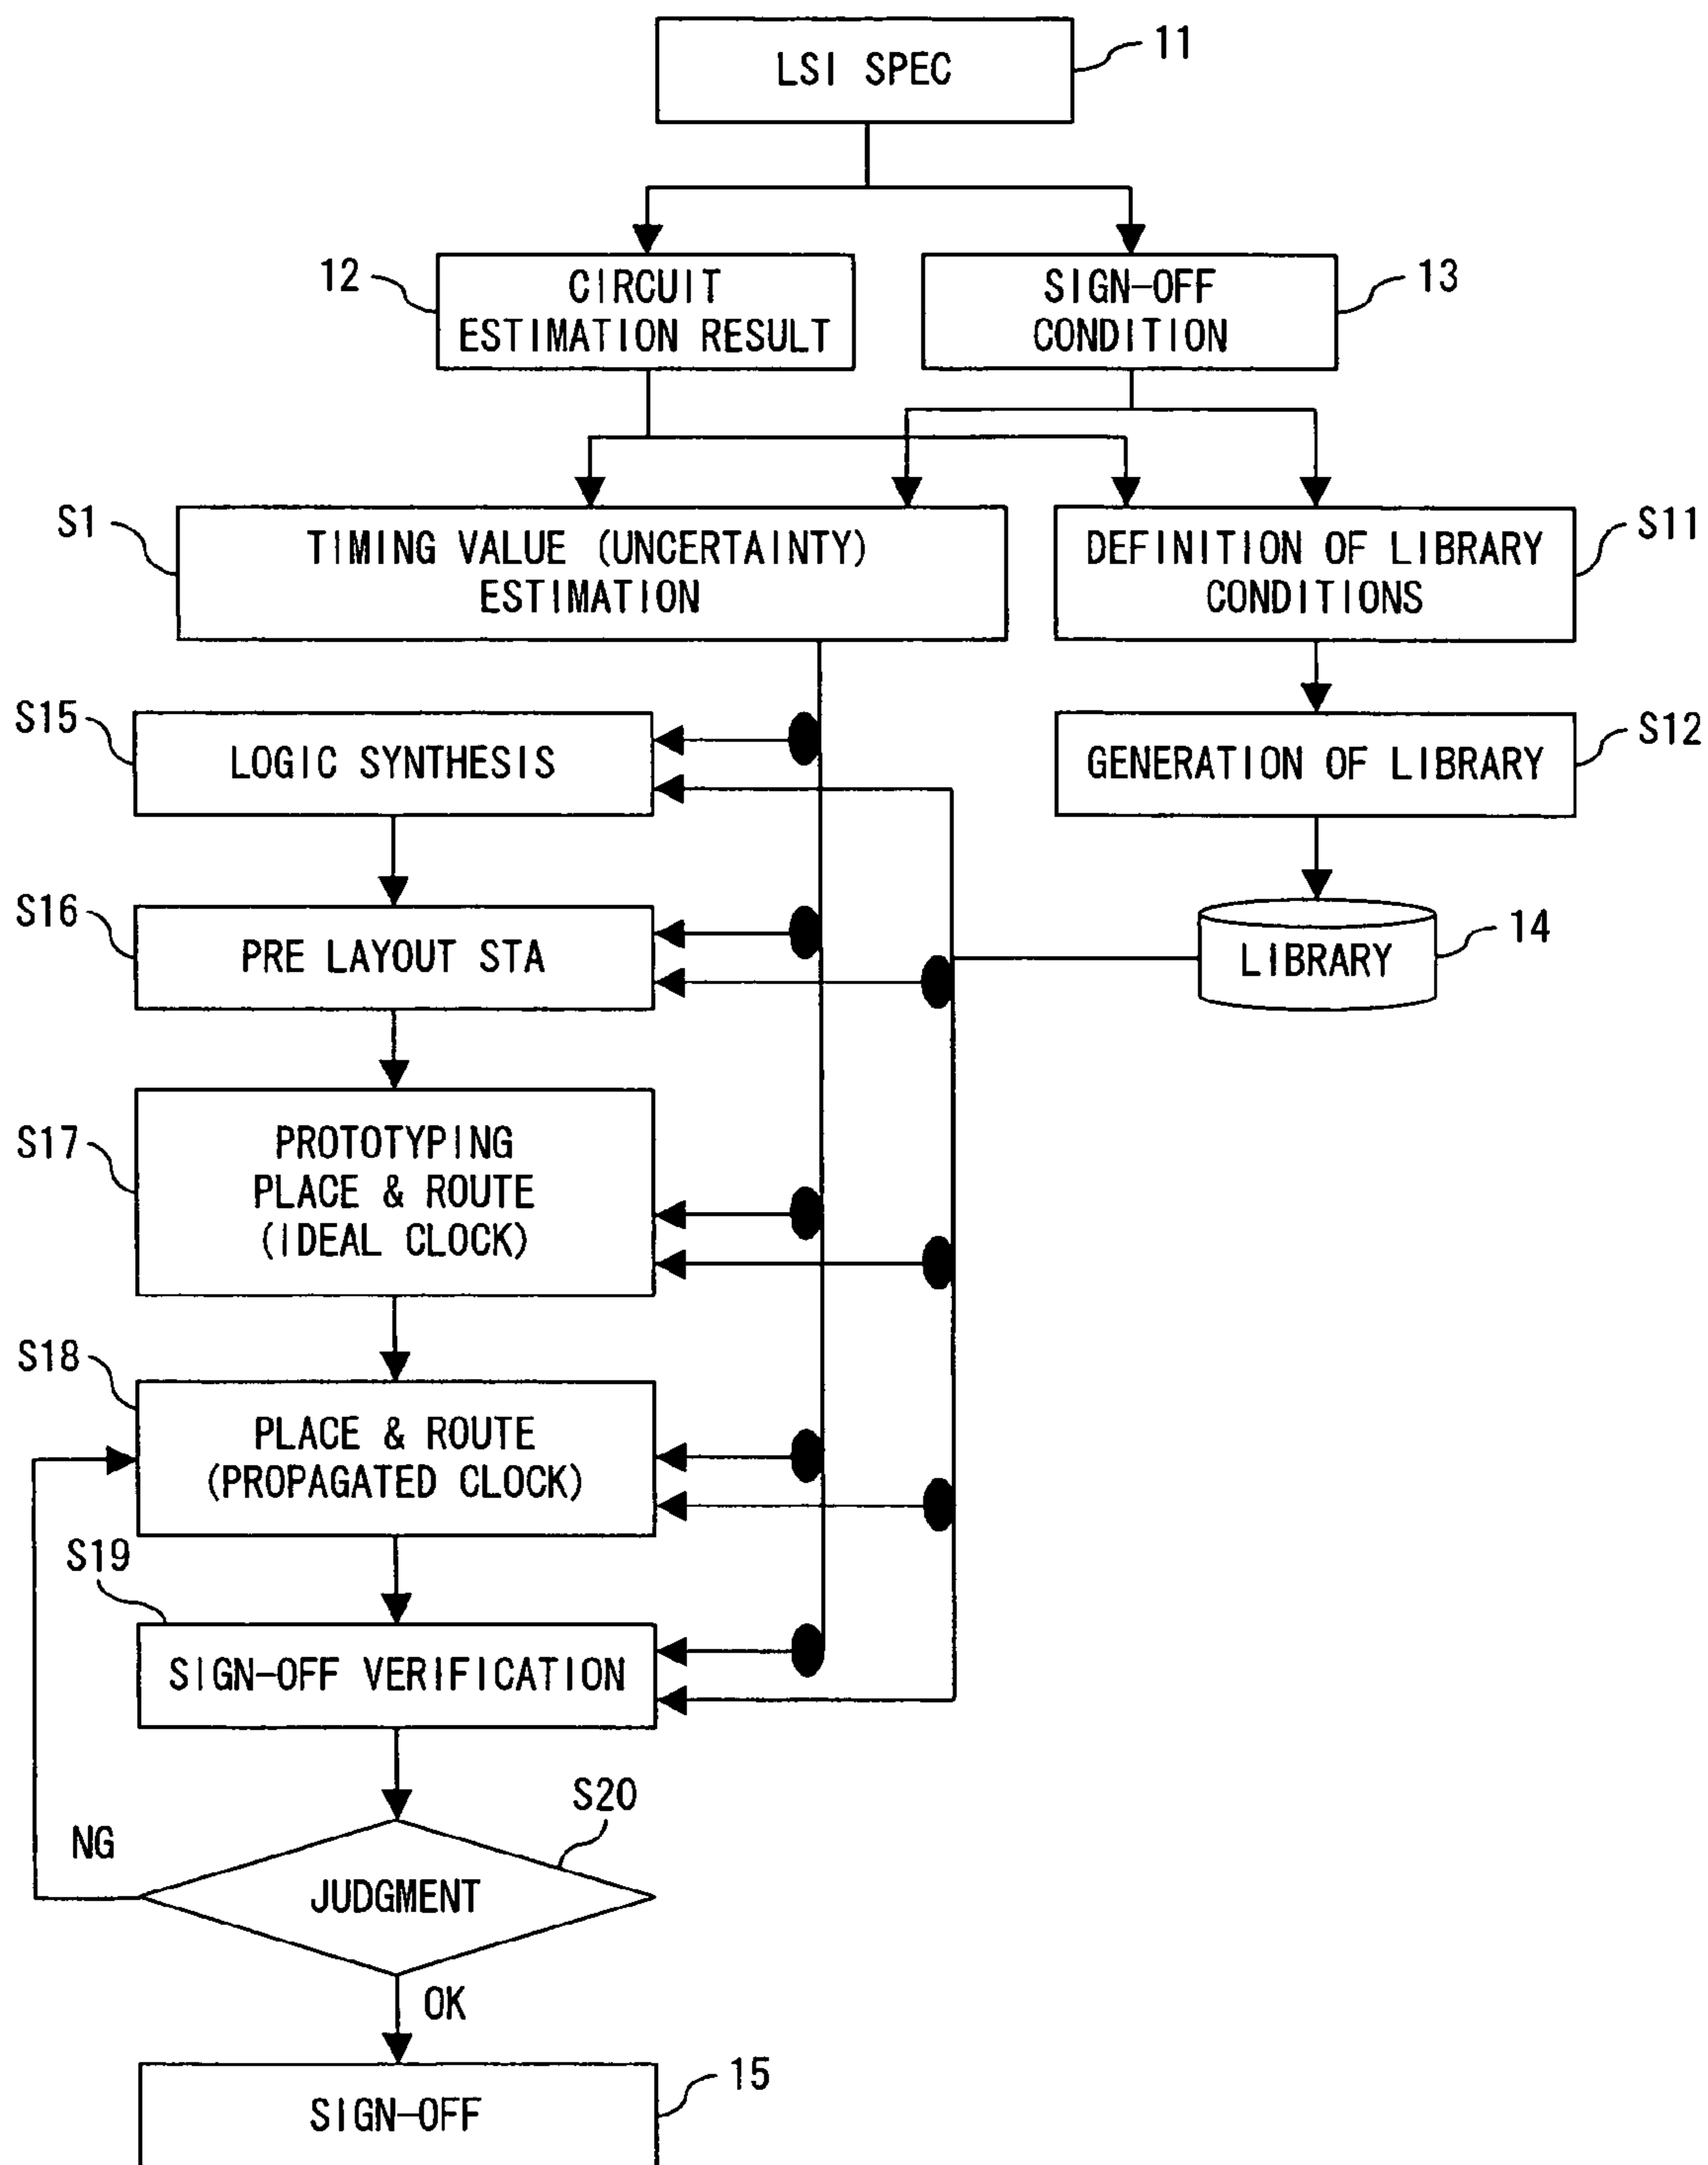 LSI SPEC
11
12
CIRCUIT
ESTIMATION RESULT
SIGN-OFF
CONDITION
13
S1
TIMING VALUE (UNCERTAINTY)
ESTIMATION
DEFINITION OF LIBRARY
CONDITIONS
S11
S15
LOGIC SYNTHESIS
GENERATION OF LIBRARY
S12
S16
PRE LAYOUT STA
LIBRARY
14
S17
PROTOTYPING
PLACE & ROUTE
(IDEAL CLOCK)
S18
PLACE & ROUTE
(PROPAGATED CLOCK)
S19
SIGN-OFF VERIFICATION
S20
NG
JUDGMENT
OK
SIGN-OFF
15